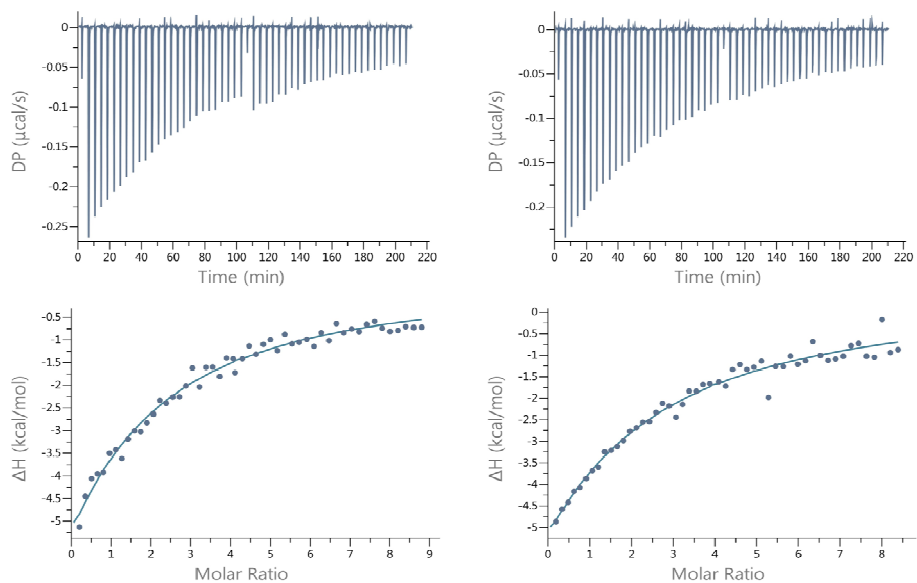 0
-0.05
-0.1
-0.15
-0.2
-0.25
DP (µcal/s)
0 20 40 60 80 100 120 140 160 180 200 220
Time (min)
0
-0.05
-0.1
-0.15
-0.2
DP (µcal/s)
0 20 40 60 80 100 120 140 160 180 200 220
Time (min)
-0.5
-1
-1.5
-2
-2.5
-3
-3.5
-4
-4.5
-5
ΔH (kcal/mol)
0 1 2 3 4 5 6 7 8 9
Molar Ratio
0
-0.5
-1
-1.5
-2
-2.5
-3
-3.5
-4
-4.5
-5
ΔH (kcal/mol)
0 1 2 3 4 5 6 7 8
Molar Ratio